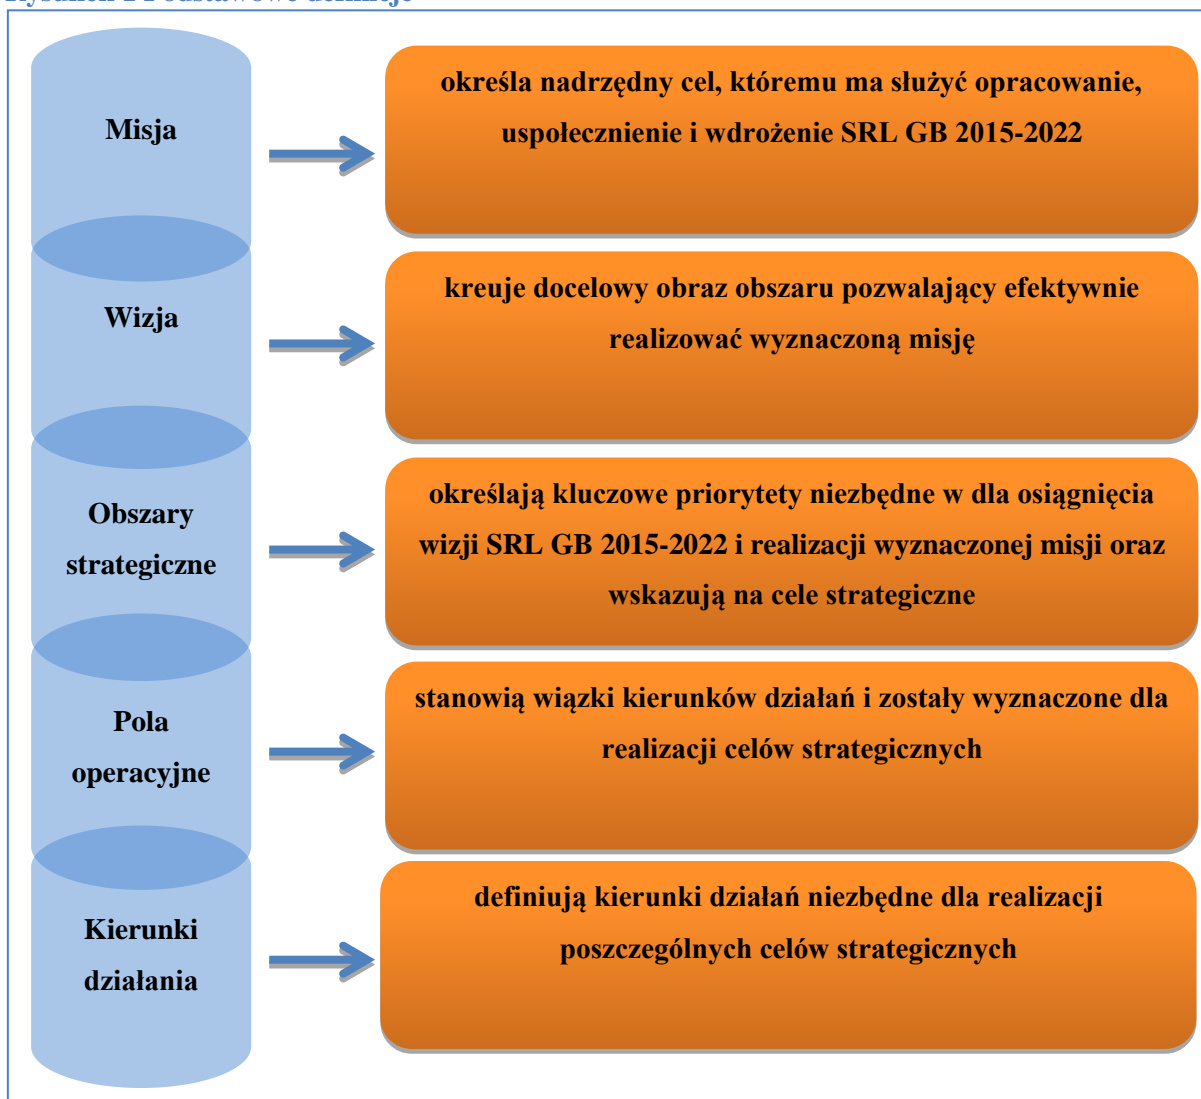 Misja
określa nadrzędny cel, któremu ma służyć opracowanie,
uspołecznienie i wdrożenie SRL GB 2015-2022
Wizja
kreuje docelowy obraz obszaru pozwalający efektywnie
realizować wyznaczoną misję
Obszary
strategiczne
określają kluczowe priorytety niezbędne w dla osiągnięcia
wizji SRL GB 2015-2022 i realizacji wyznaczonej misji oraz
wskazują na cele strategiczne
Pola
operacyjne
stanowią wiązki kierunków działań i zostały wyznaczone dla
realizacji celów strategicznych
Kierunki
działania
definiują kierunki działań niezbędne dla realizacji
poszczególnych celów strategicznych